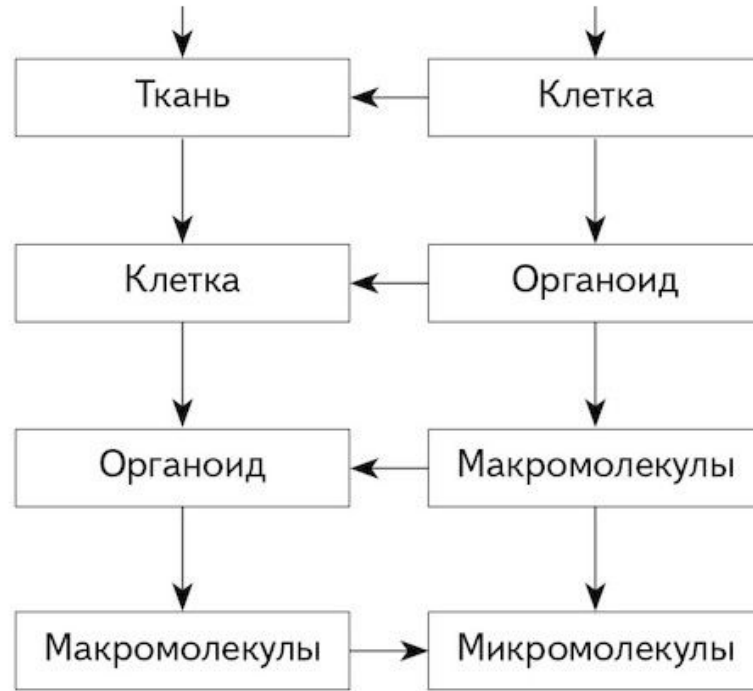 Ткань
Клетка
Клетка
Органоид
Органоид
Макромолекулы
Макромолекулы
Микромолекулы